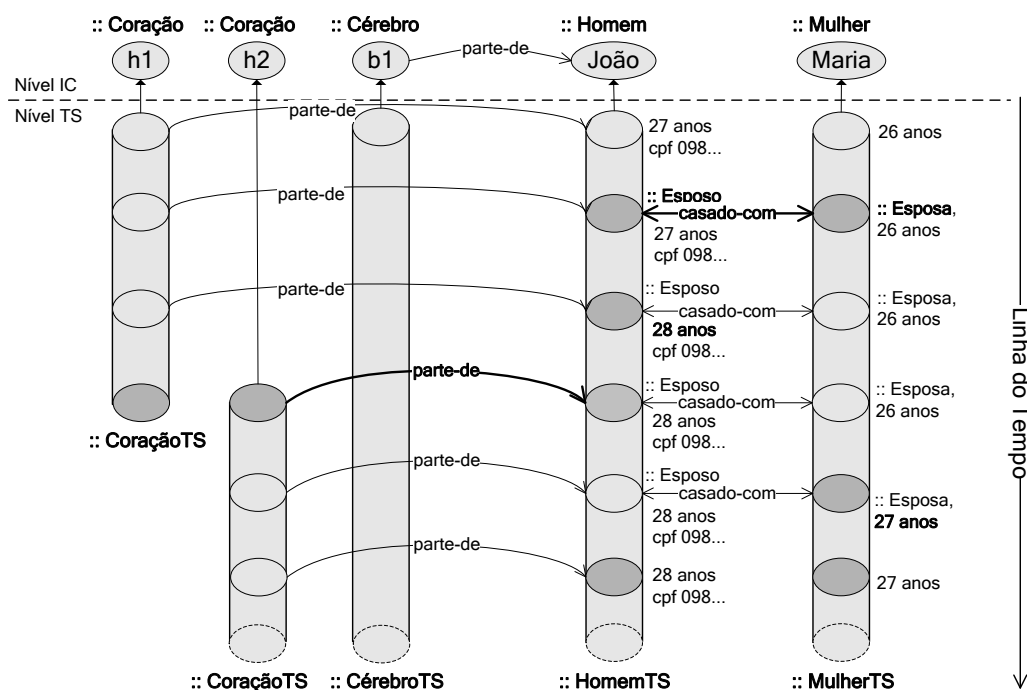 :: Coração :: Coração :: Cérebro :: Homem :: Mulher
h1 h2 b1 parte-de João Maria
Nível IC
Nível TS
parte-de 27 anos 26 anos
cpf 098...
parte-de :: Esposo
casado-com :: Esposa,
27 anos 26 anos
cpf 098...
parte-de :: Esposo :: Esposa,
casado-com 26 anos
28 anos
cpf 098...
parte-de :: Esposo :: Esposa,
casado-com 26 anos
28 anos
cpf 098...
:: CoraçãoTS
parte-de :: Esposo
casado-com :: Esposa,
28 anos 27 anos
cpf 098...
parte-de 28 anos 27 anos
cpf 098...
:: CoraçãoTS :: CérebroTS :: HomemTS :: MulherTS
Linha do Tempo